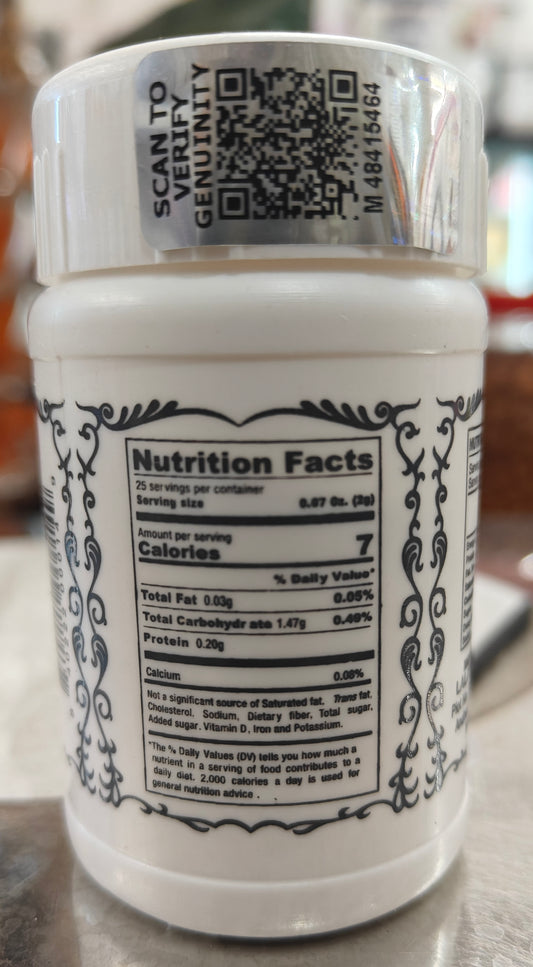 SCAN TO
VERIFY
GENUINITY
M 48415464
Nutrition Facts
25 servings per container
Serving size 0.07 Oz. (2g)
Amount per serving
Calories 7
% Daily Value*
Total Fat 0.03g 0.05%
Total Carbohydr ate 1.47g 0.49%
Protein 0.20g
Calcium 0.08%
Not a significant source of Saturated fat, Trans fat,
Cholesterol, Sodium, Dietary fiber, Total sugar,
Added sugar, Vitamin D, Iron and Potassium.
*The % Daily Values (DV) tells you how much a
nutrient in a serving of food contributes to a
daily diet. 2,000 calories a day is used for
general nutrition advice .